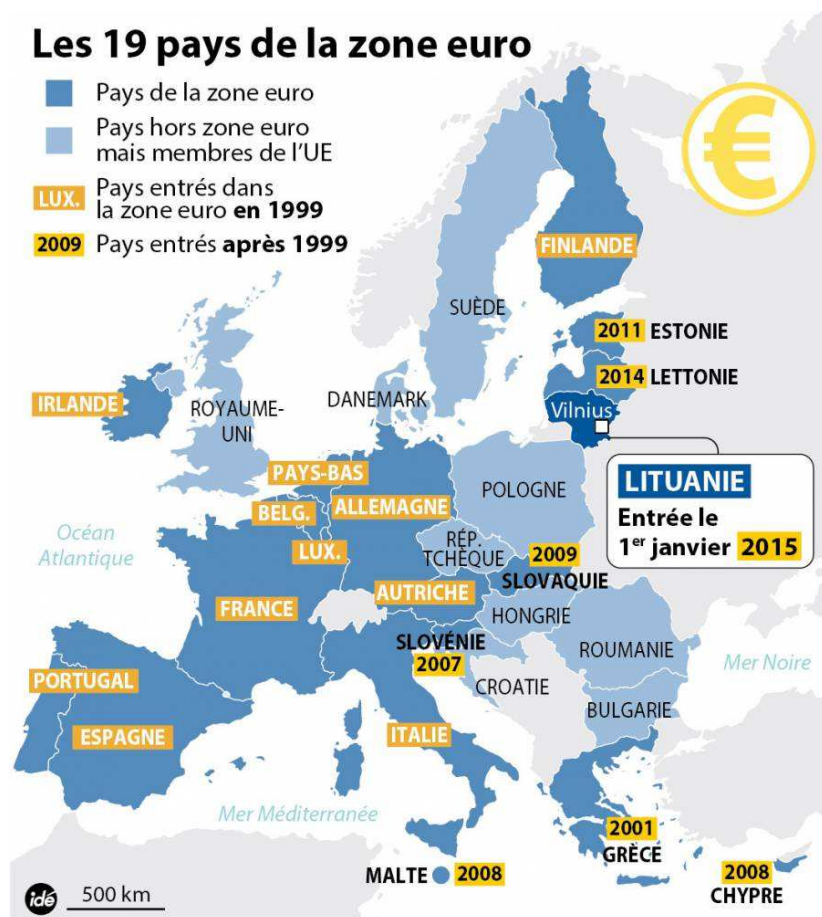 Les 19 pays de la zone euro
Pays de la zone euro
Pays hors zone euro
mais membres de l'UE
LUX. Pays entrés dans
la zone euro en 1999
2009 Pays entrés après 1999
€
FINLANDE
SUÈDE
2011 ESTONIE
2014 LETTONIE
IRLANDE
ROYAUME-
UNI
DANEMARK
Vilnius
LITUANIE
Entrée le
1er janvier 2015
PAYS-BAS
BELG.
ALLEMAGNE
POLOGNE
Océan
Atlantique
LUX.
RÉP.
TCHÈQUE
2009
SLOVAQUIE
FRANCE
AUTRICHE
HONGRIE
SLOVÉNIE
2007
ROUMANIE
CROATIE
Mer Noire
BULGARIE
PORTUGAL
ESPAGNE
ITALIE
Mer Méditerranée
2001
GRÈCE
MALTE 2008
2008
CHYPRE
idé 500 km